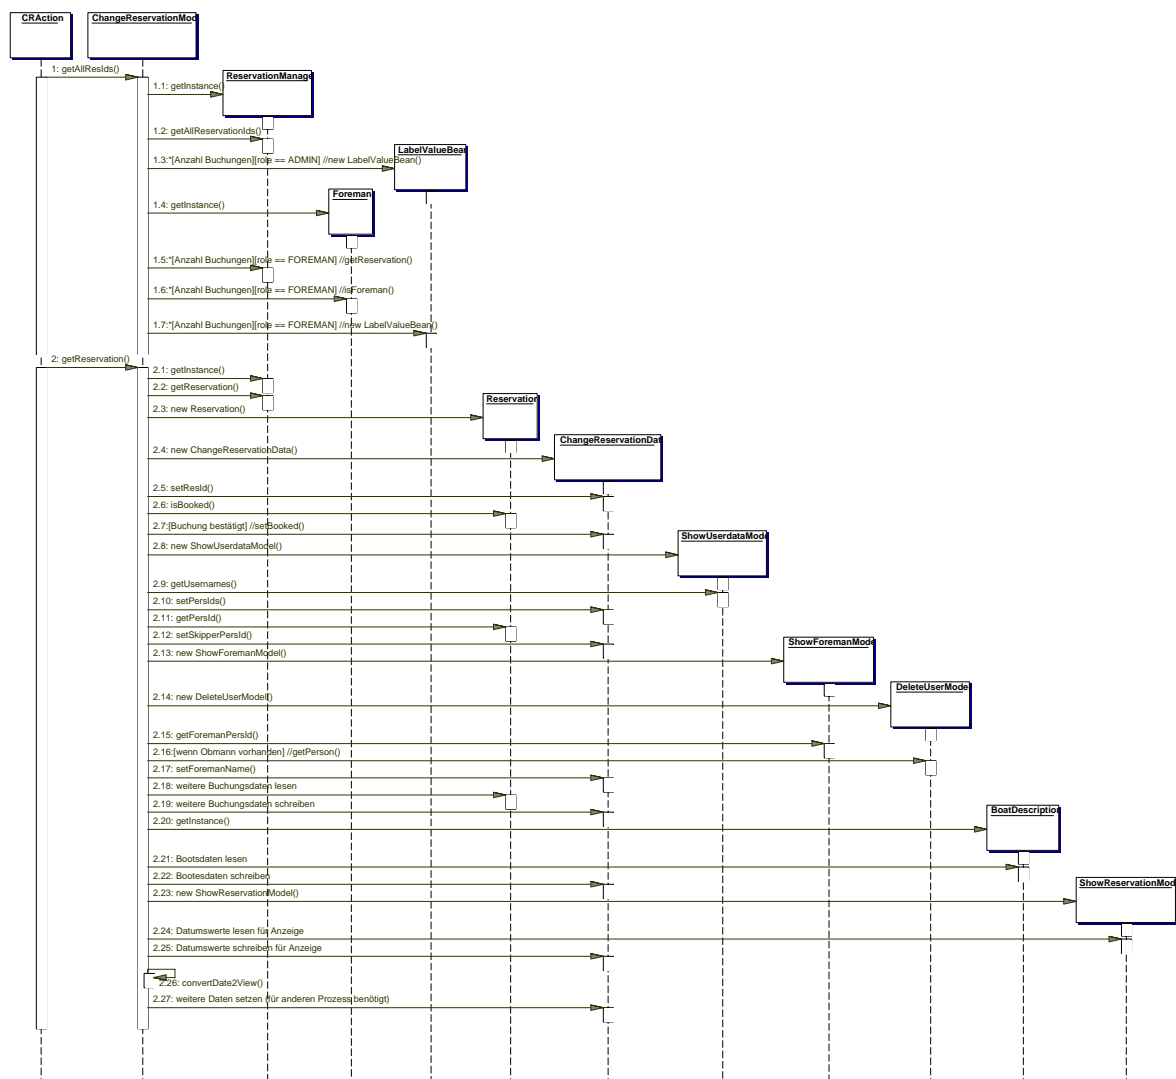 CRAction
ChangeReservationMod
1: getAllResIds()
ReservationManage
1.1: getInstance()
1.2: getAllReservationIds()
LabelValueBea
1.3:*[Anzahl Buchungen][role == ADMIN] //new LabelValueBean()
Foreman
1.4: getInstance()
1.5:*[Anzahl Buchungen][role == FOREMAN] //getReservation()
1.6:*[Anzahl Buchungen][role == FOREMAN] //isForeman()
1.7:*[Anzahl Buchungen][role == FOREMAN] //new LabelValueBean()
2: getReservation()
2.1: getInstance()
2.2: getReservation()
Reservation
2.3: new Reservation()
ChangeReservationDat
2.4: new ChangeReservationData()
2.5: setResId()
2.6: isBooked()
2.7:[Buchung bestätigt] //setBooked()
ShowUserdataMode
2.8: new ShowUserdataModel()
2.9: getUsernames()
2.10: setPersIds()
2.11: getPersId()
2.12: setSkipperPersId()
ShowForemanMode
2.13: new ShowForemanModel()
DeleteUserMode
2.14: new DeleteUserModel()
2.15: getForemanPersId()
2.16:[wenn Obmann vorhanden] //getPerson()
2.17: setForemanName()
2.18: weitere Buchungsdaten lesen
2.19: weitere Buchungsdaten schreiben
BoatDescription
2.20: getInstance()
2.21: Bootsdaten lesen
2.22: Bootesdaten schreiben
ShowReservationMod
2.23: new ShowReservationModel()
2.24: Datumswerte lesen für Anzeige
2.25: Datumswerte schreiben für Anzeige
2.26: convertDate2View()
2.27: weitere Daten setzen (für anderen Prozess benötigt)